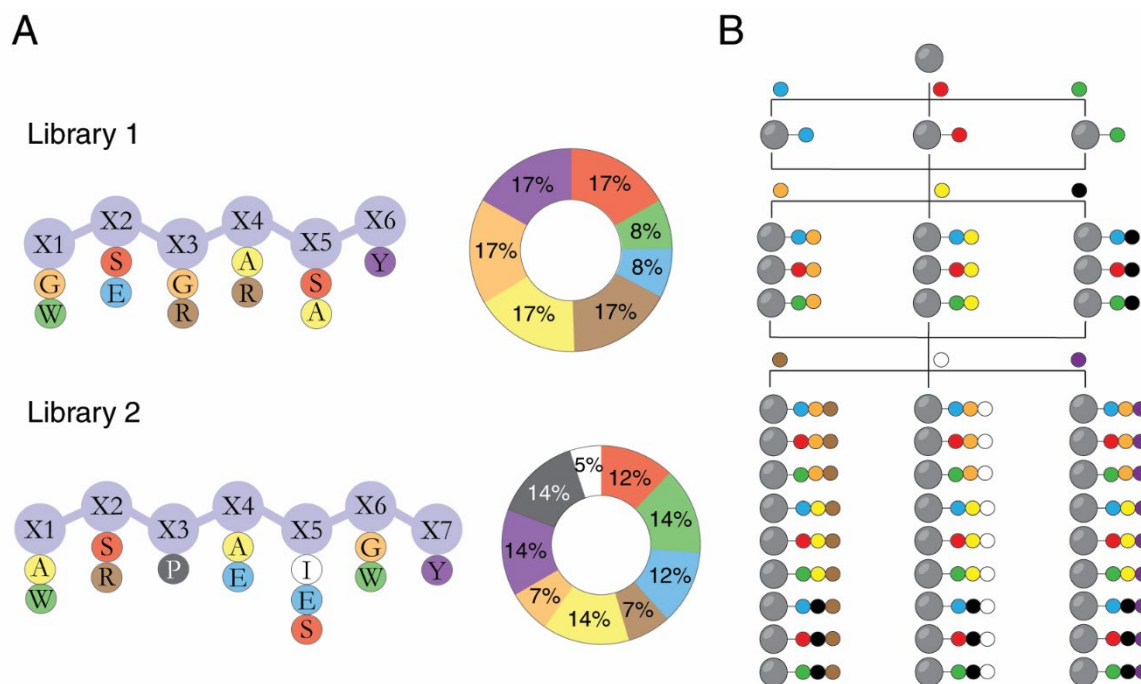 A
B
Library 1
X1 X2 X3 X4 X5 X6
G S G A S Y
W E R R A
17% 17%
8%
8%
17%
17%
17%
Library 2
X1 X2 X3 X4 X5 X6 X7
A S P A I G Y
W R E E W
S
5% 12%
14%
12%
7%
14%
7%
14%
14%